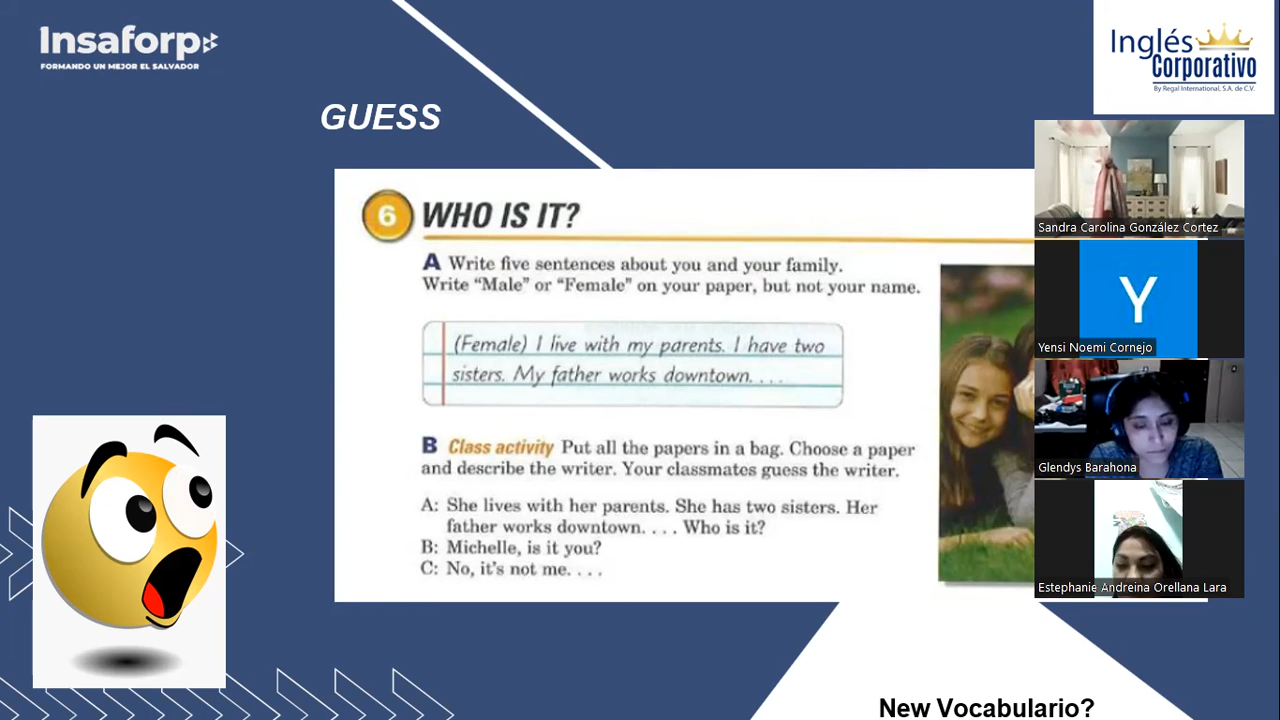 Insaforp
FORMANDO UN MEJOR EL SALVADOR
Inglés
Corporativo
By Regal International, S.A. de C.V.
GUESS
6 WHO IS IT?
A Write five sentences about you and your family.
Write “Male” or “Female” on your paper, but not your name.
(Female) I live with my parents. I have two
sisters. My father works downtown. . . .
B Class activity Put all the papers in a bag. Choose a paper
and describe the writer. Your classmates guess the writer.
A: She lives with her parents. She has two sisters. Her
father works downtown. . . . Who is it?
B: Michelle, is it you?
C: No, it's not me. . . .
Sandra Carolina González Cortez
Y
Yensi Noemi Cornejo
Glendys Barahona
Estephanie Andreina Orellana Lara
New Vocabulario?